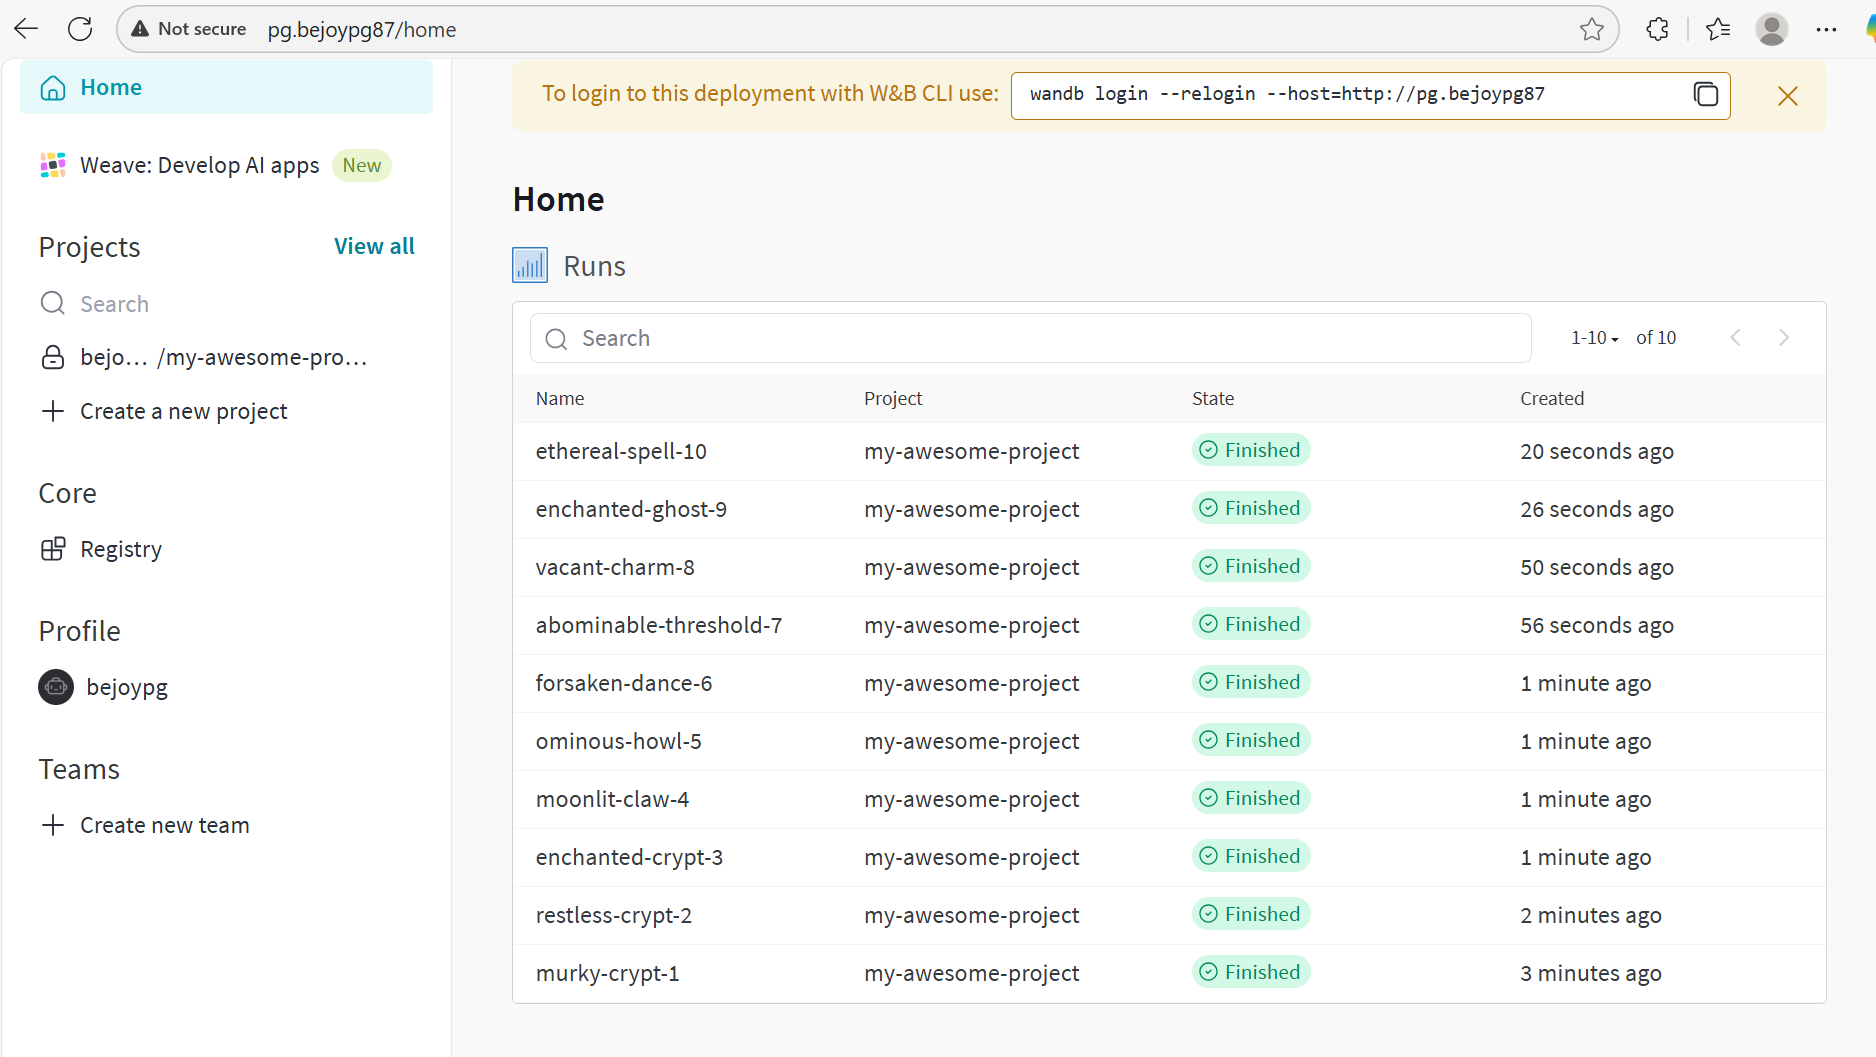 Not secure pg.bejoypg87/home
Home
Weave: Develop AI apps New
Projects View all
Search
bejo... /my-awesome-pro...
Create a new project
Core
Registry
Profile
bejoypg
Teams
Create new team
To login to this deployment with W&B CLI use: wandb login --relogin --host=http://pg.bejoypg87
Home
Runs
Search 1-10 of 10
Name Project State Created
ethereal-spell-10 my-awesome-project Finished 20 seconds ago
enchanted-ghost-9 my-awesome-project Finished 26 seconds ago
vacant-charm-8 my-awesome-project Finished 50 seconds ago
abominable-threshold-7 my-awesome-project Finished 56 seconds ago
forsaken-dance-6 my-awesome-project Finished 1 minute ago
ominous-howl-5 my-awesome-project Finished 1 minute ago
moonlit-claw-4 my-awesome-project Finished 1 minute ago
enchanted-crypt-3 my-awesome-project Finished 1 minute ago
restless-crypt-2 my-awesome-project Finished 2 minutes ago
murky-crypt-1 my-awesome-project Finished 3 minutes ago